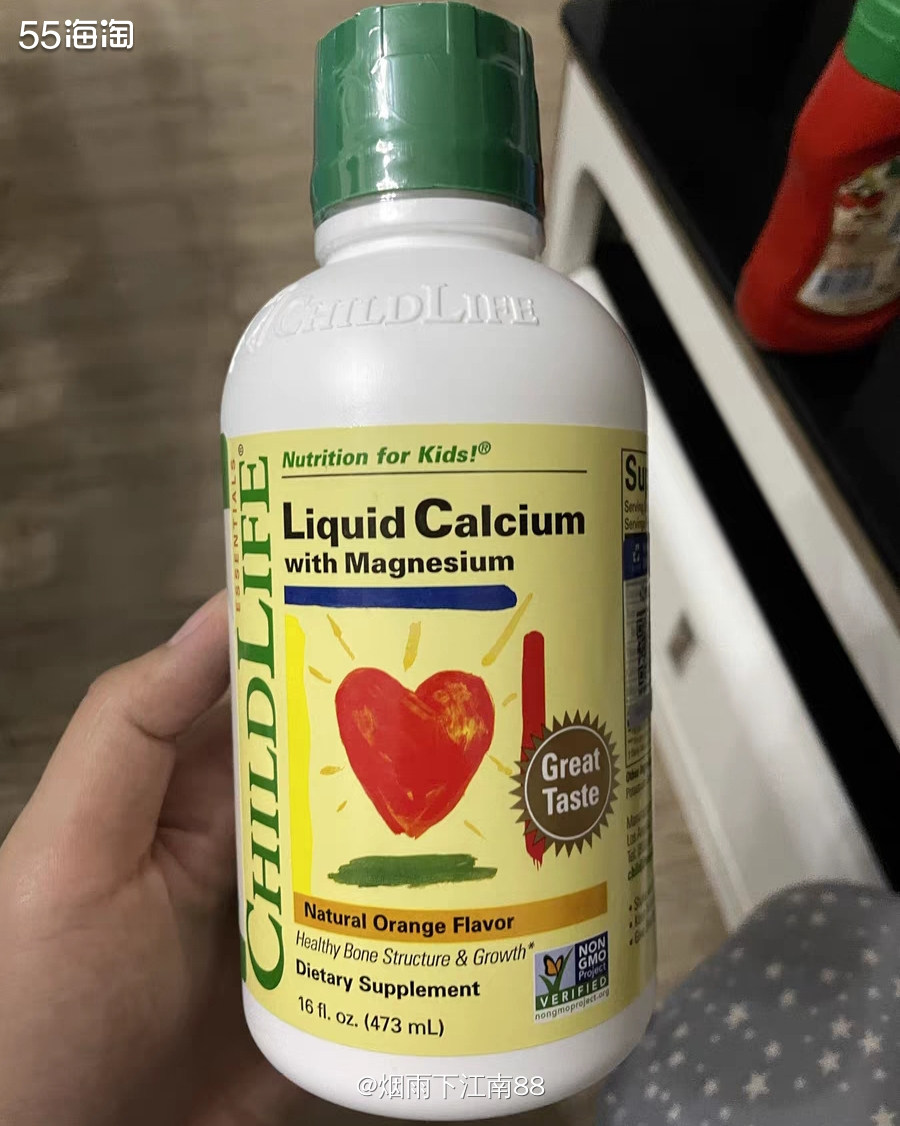 55海淘
CHILDLIFE
ESSENTIALS®
CHILDLIFE
Nutrition for Kids!®
Liquid Calcium
with Magnesium
Great
Taste
Natural Orange Flavor
Healthy Bone Structure & Growth*
Dietary Supplement
16 fl. oz. (473 mL)
NON
GMO
Project
VERIFIED
nongmoproject.org
@烟雨下江南88